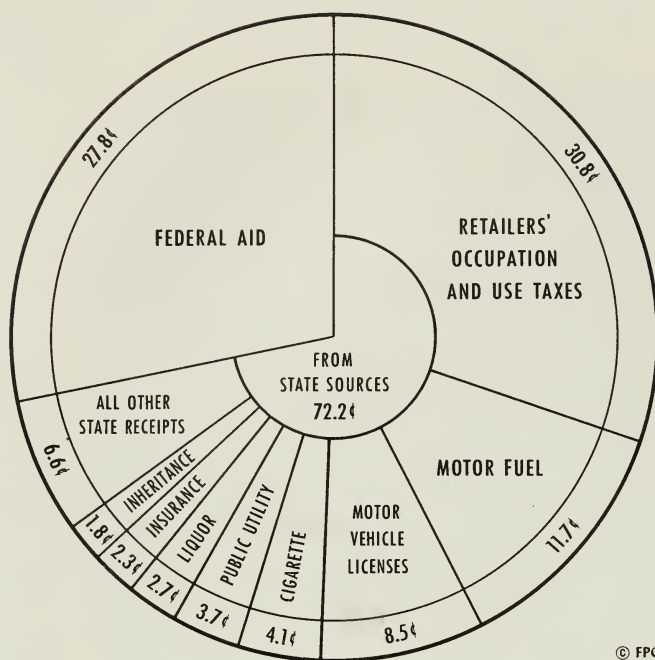 27.8¢
FEDERAL AID
30.8¢
RETAILERS'
OCCUPATION
AND USE TAXES
FROM
STATE SOURCES
72.2¢
ALL OTHER
STATE RECEIPTS
6.6¢
INHERITANCE
1.8¢
INSURANCE
2.3¢
LIQUOR
2.7¢
PUBLIC UTILITY
3.7¢
CIGARETTE
4.1¢
MOTOR
VEHICLE
LICENSES
8.5¢
MOTOR FUEL
11.7¢
© FPC